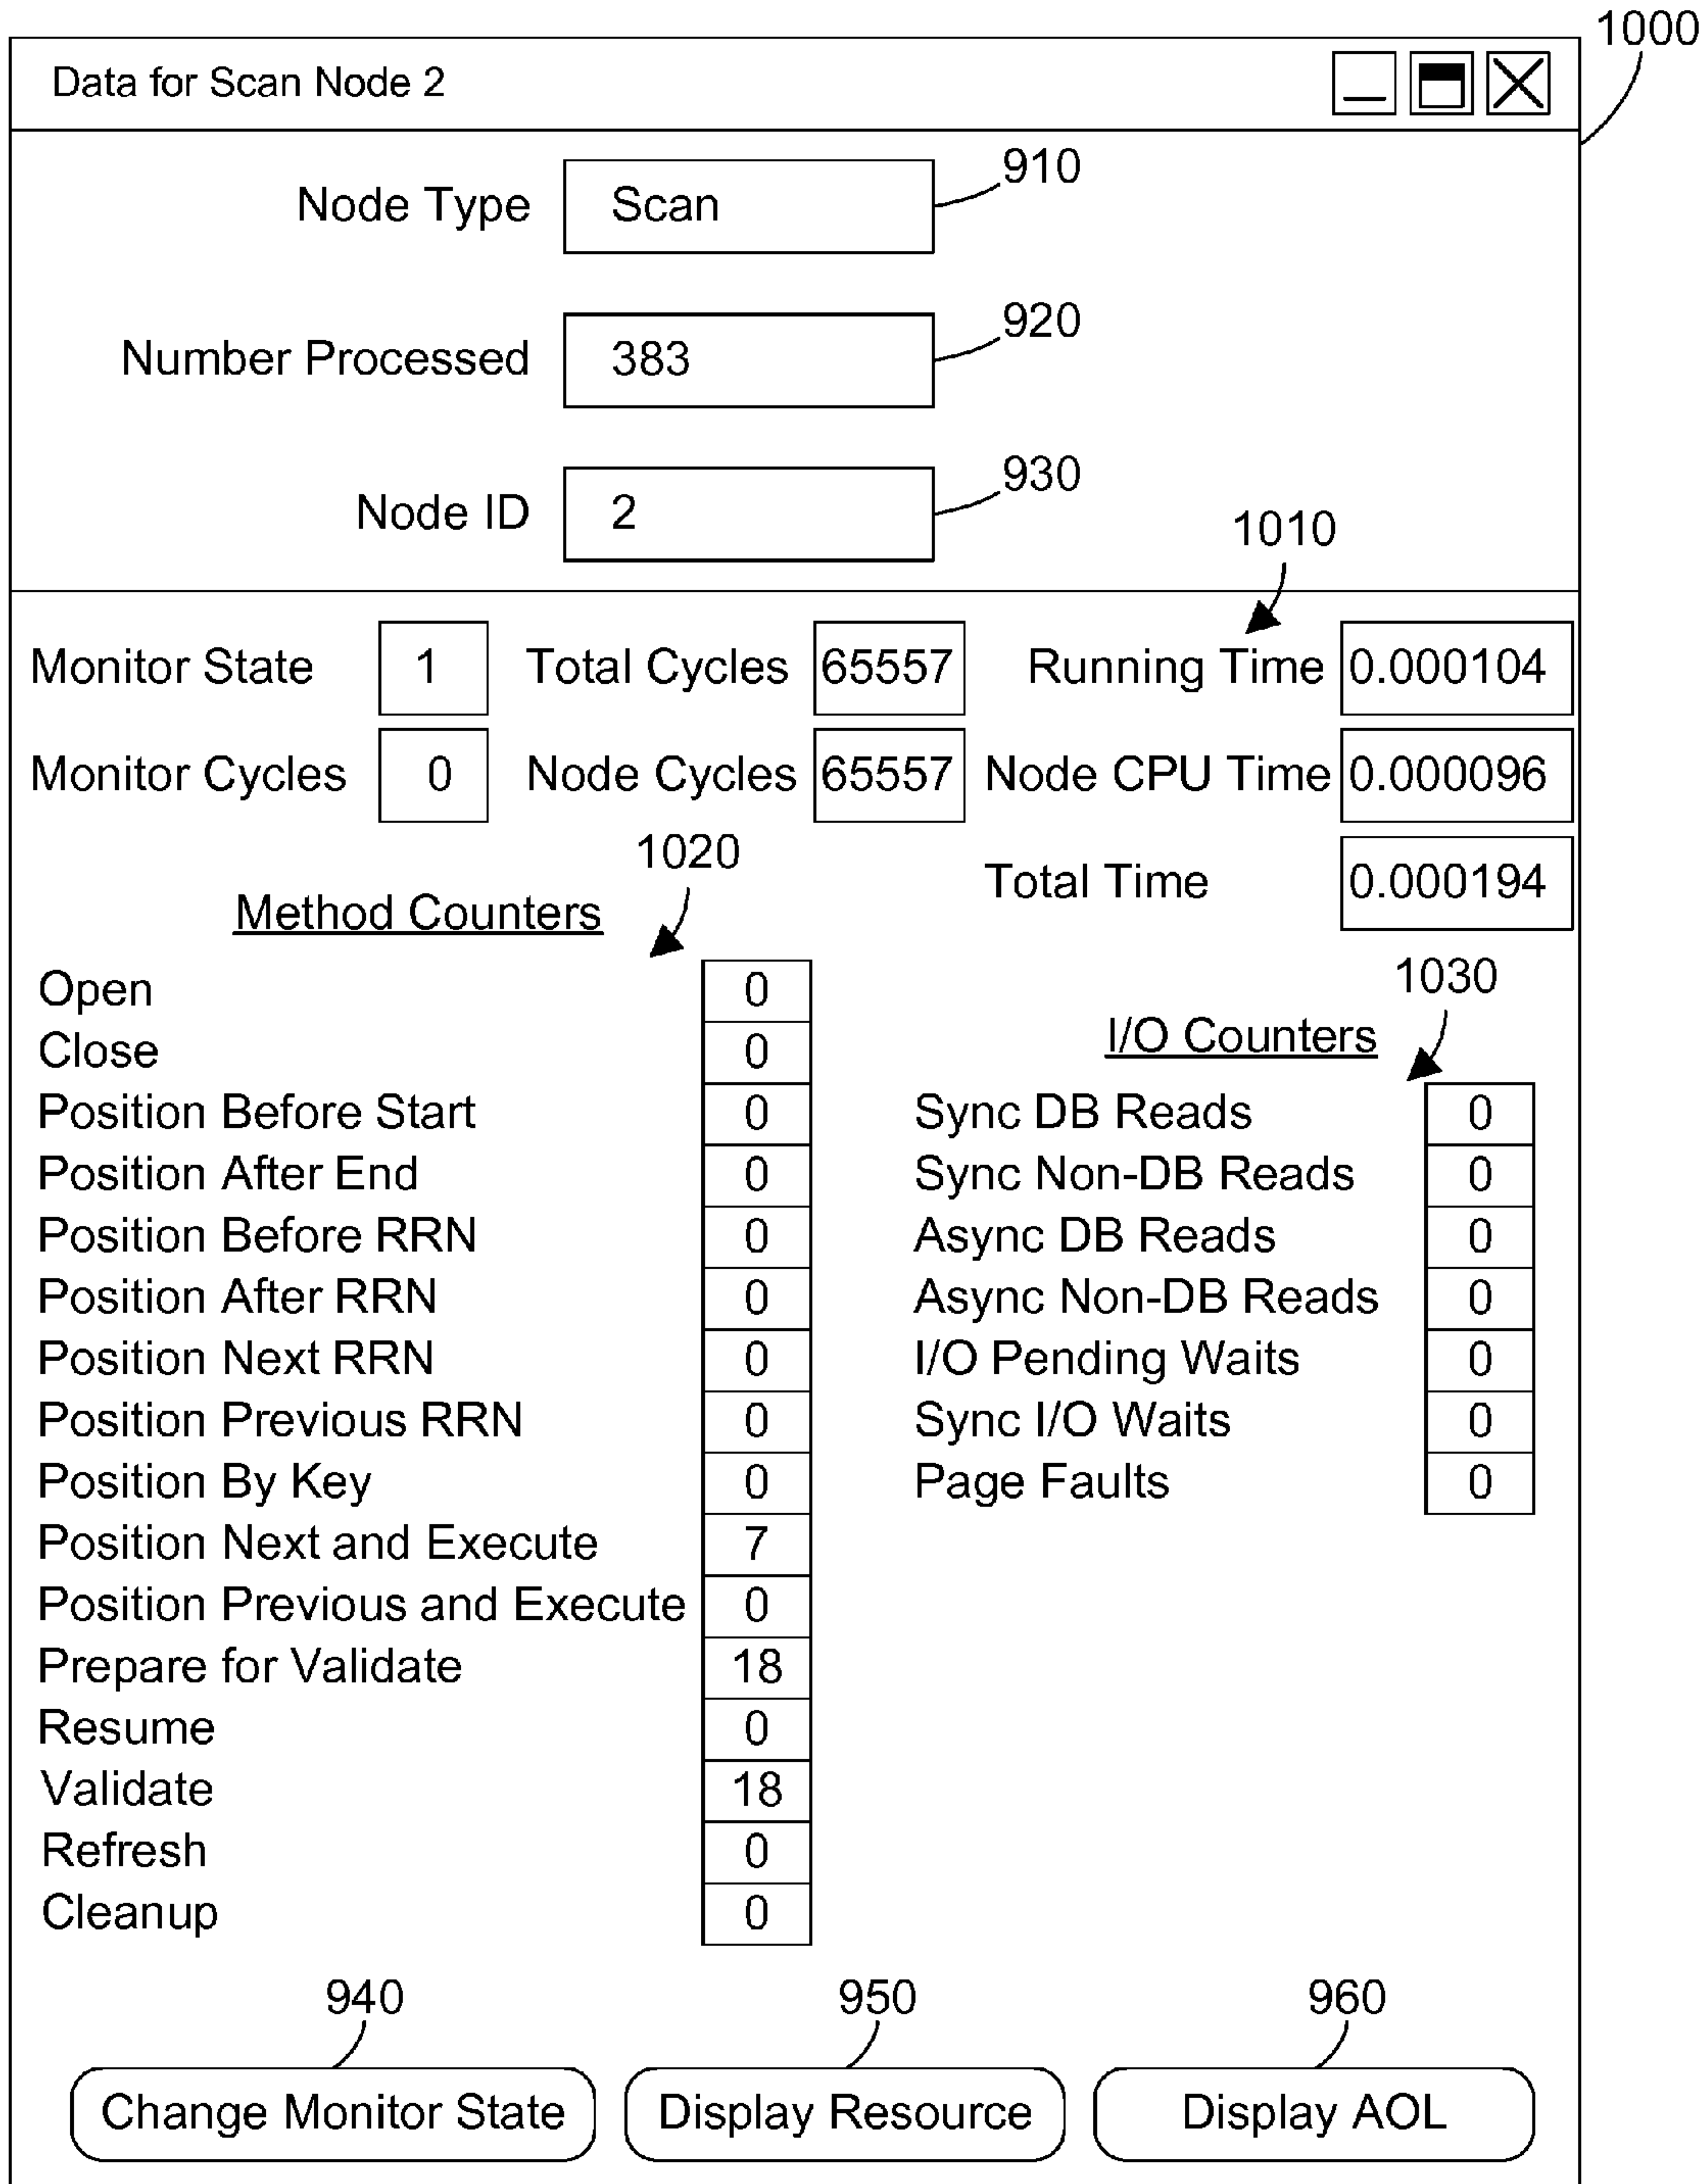 1000
Data for Scan Node 2
Node Type Scan 910
Number Processed 383 920
Node ID 2 930
1010
Monitor State 1 Total Cycles 65557 Running Time 0.000104
Monitor Cycles 0 Node Cycles 65557 Node CPU Time 0.000096
1020
Total Time 0.000194
Method Counters
Open 0
1030
I/O Counters
Close 0
Position Before Start 0 Sync DB Reads 0
Position After End 0 Sync Non-DB Reads 0
Position Before RRN 0 Async DB Reads 0
Position After RRN 0 Async Non-DB Reads 0
Position Next RRN 0 I/O Pending Waits 0
Position Previous RRN 0 Sync I/O Waits 0
Position By Key 0 Page Faults 0
Position Next and Execute 7
Position Previous and Execute 0
Prepare for Validate 18
Resume 0
Validate 18
Refresh 0
Cleanup 0
940 950 960
Change Monitor State Display Resource Display AOL